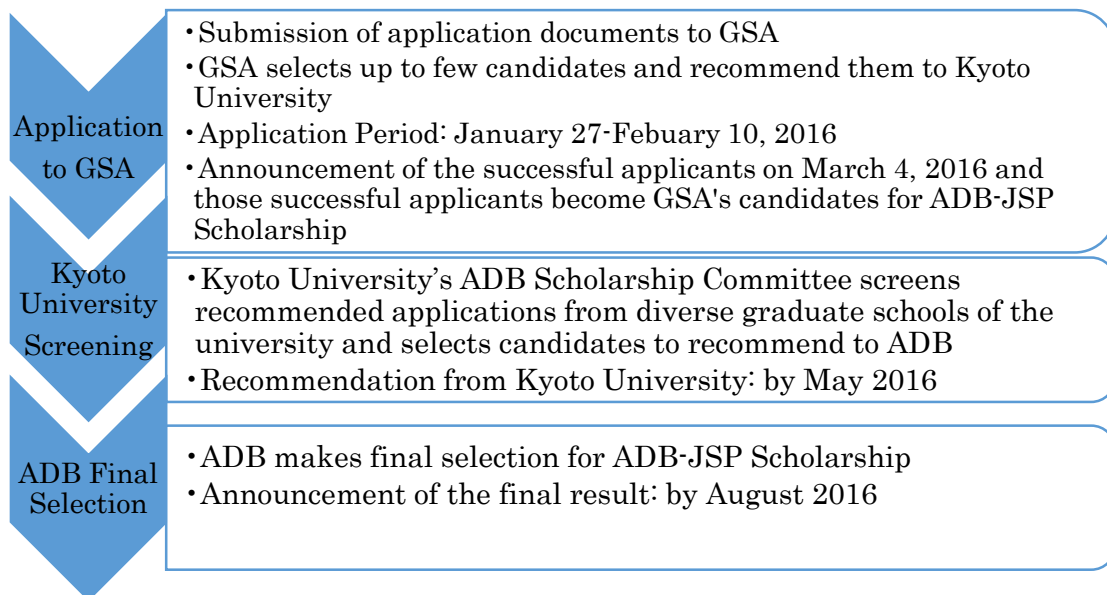 Application
to GSA
•Submission of application documents to GSA
•GSA selects up to few candidates and recommend them to Kyoto
University
•Application Period: January 27-Febuary 10, 2016
•Announcement of the successful applicants on March 4, 2016 and
those successful applicants become GSA's candidates for ADB-JSP
Scholarship
Kyoto
University
Screening
•Kyoto University’s ADB Scholarship Committee screens
recommended applications from diverse graduate schools of the
university and selects candidates to recommend to ADB
•Recommendation from Kyoto University: by May 2016
ADB Final
Selection
•ADB makes final selection for ADB-JSP Scholarship
•Announcement of the final result: by August 2016